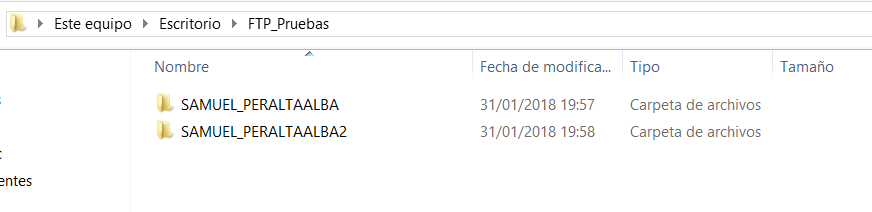 Este equipo Escritorio FTP_Pruebas
Nombre Fecha de modifica... Tipo Tamaño
SAMUEL_PERALTAALBA 31/01/2018 19:57 Carpeta de archivos
SAMUEL_PERALTAALBA2 31/01/2018 19:58 Carpeta de archivos
entes